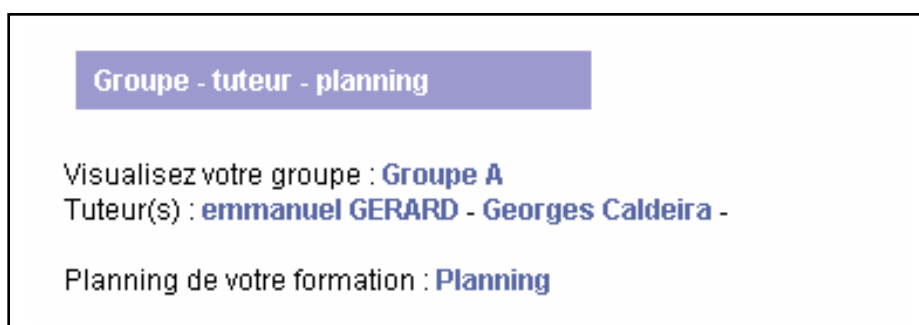 Groupe - tuteur - planning
Visualisez votre groupe : Groupe A
Tuteur(s) : emmanuel GERARD - Georges Caldeira -
Planning de votre formation : Planning